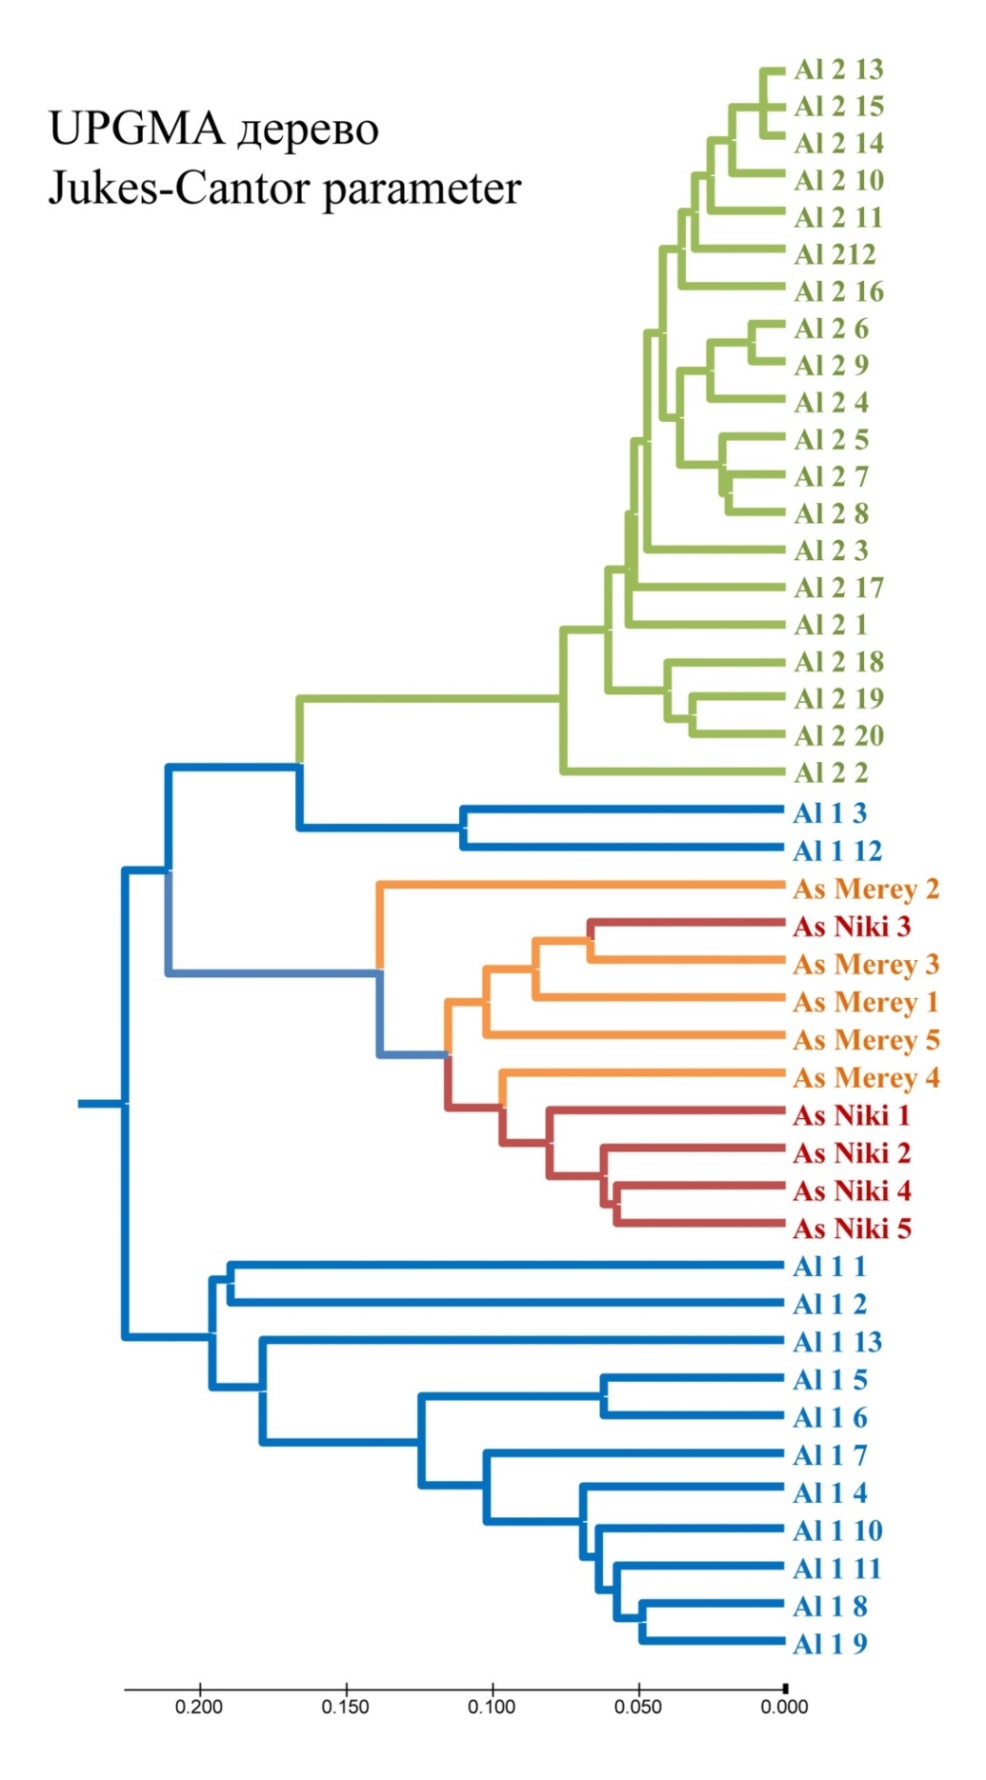 UPGMA дерево
Jukes-Cantor parameter
Al 2 13
Al 2 15
Al 2 14
Al 2 10
Al 2 11
Al 212
Al 2 16
Al 2 6
Al 2 9
Al 2 4
Al 2 5
Al 2 7
Al 2 8
Al 2 3
Al 2 17
Al 2 1
Al 2 18
Al 2 19
Al 2 20
Al 2 2
Al 1 3
Al 1 12
As Merey 2
As Niki 3
As Merey 3
As Merey 1
As Merey 5
As Merey 4
As Niki 1
As Niki 2
As Niki 4
As Niki 5
Al 1 1
Al 1 2
Al 1 13
Al 1 5
Al 1 6
Al 1 7
Al 1 4
Al 1 10
Al 1 11
Al 1 8
Al 1 9
0.200 0.150 0.100 0.050 0.000